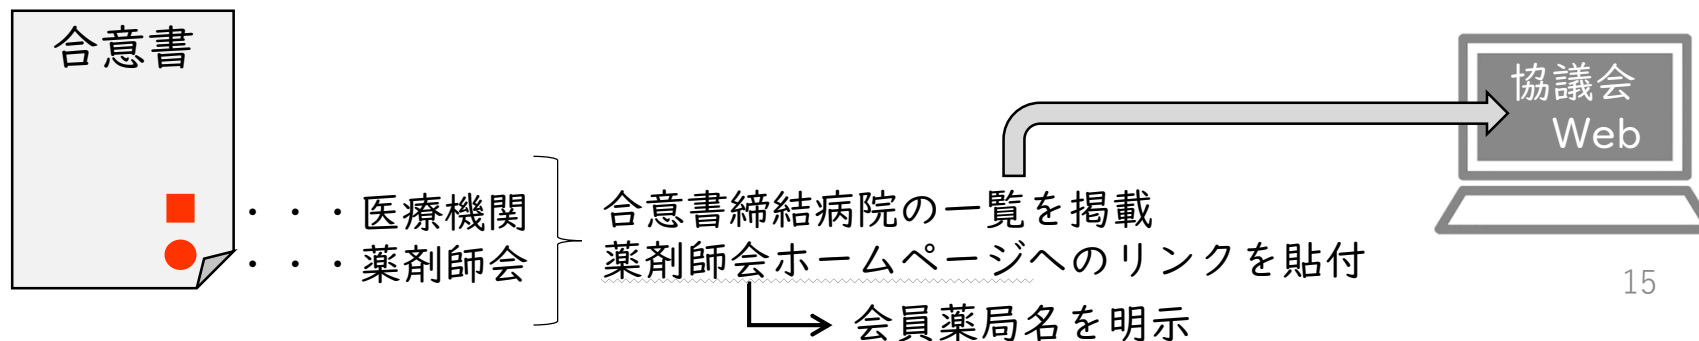 合意書
協議会
Web
・・・医療機関
・・・薬剤師会
合意書締結病院の一覧を掲載
薬剤師会ホームページへのリンクを貼付
会員薬局名を明示
15